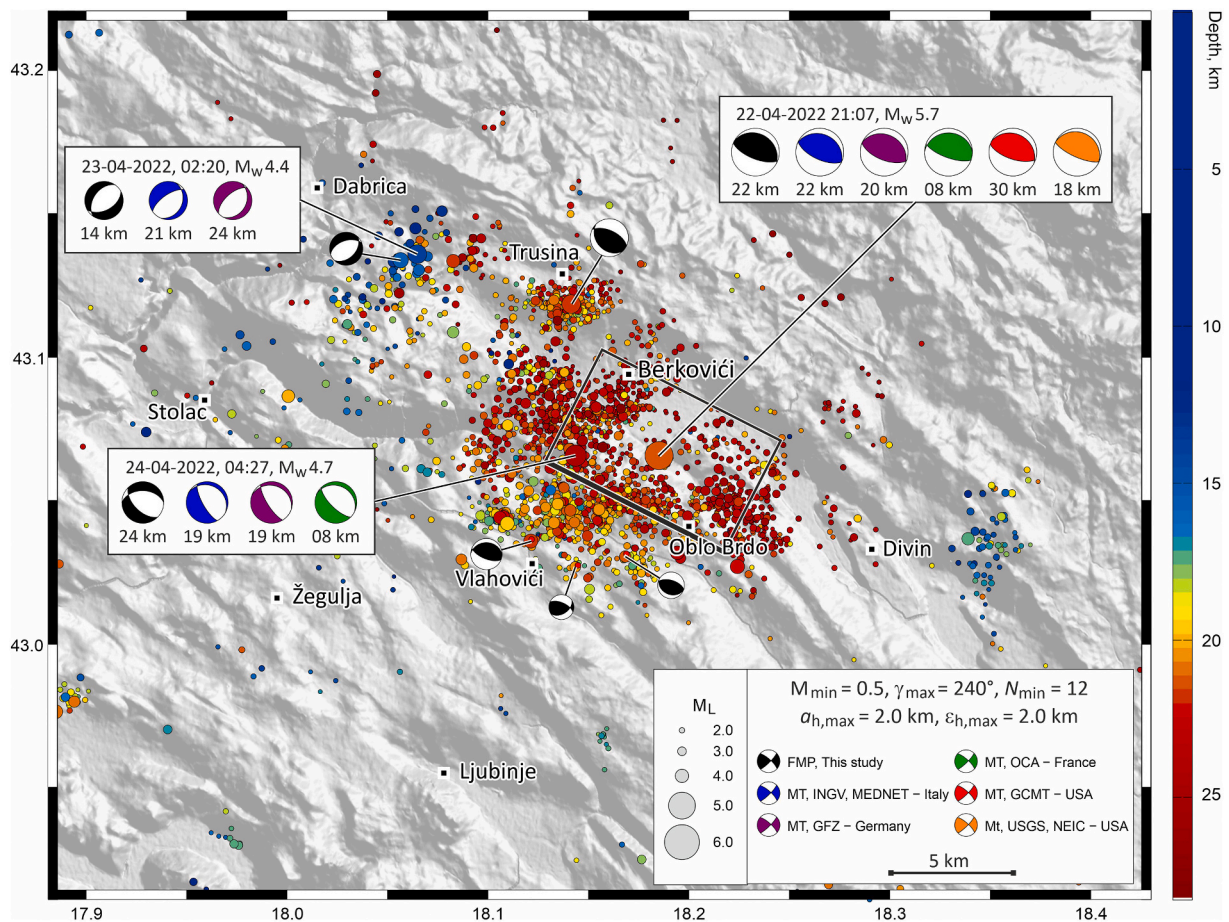 43.2
43.1
43.0
17.9
18.0
18.1
18.2
18.3
18.4
Depth, km
5
10
15
20
25
23-04-2022, 02:20, Mw 4.4
14 km
21 km
24 km
22-04-2022 21:07, Mw 5.7
22 km
22 km
20 km
08 km
30 km
18 km
24-04-2022, 04:27, Mw 4.7
24 km
19 km
19 km
08 km
Dabrica
Trusina
Berkovići
Stolac
Oblo Brdo
Divin
Vlahovići
Žegulja
Ljubinje
ML
2.0
3.0
4.0
5.0
6.0
Mmin = 0.5, γmax = 240°, Nmin = 12
ah,max = 2.0 km, εh,max = 2.0 km
FMP, This study
MT, INGV, MEDNET – Italy
MT, GFZ – Germany
MT, OCA – France
MT, GCMT – USA
Mt, USGS, NEIC – USA
5 km